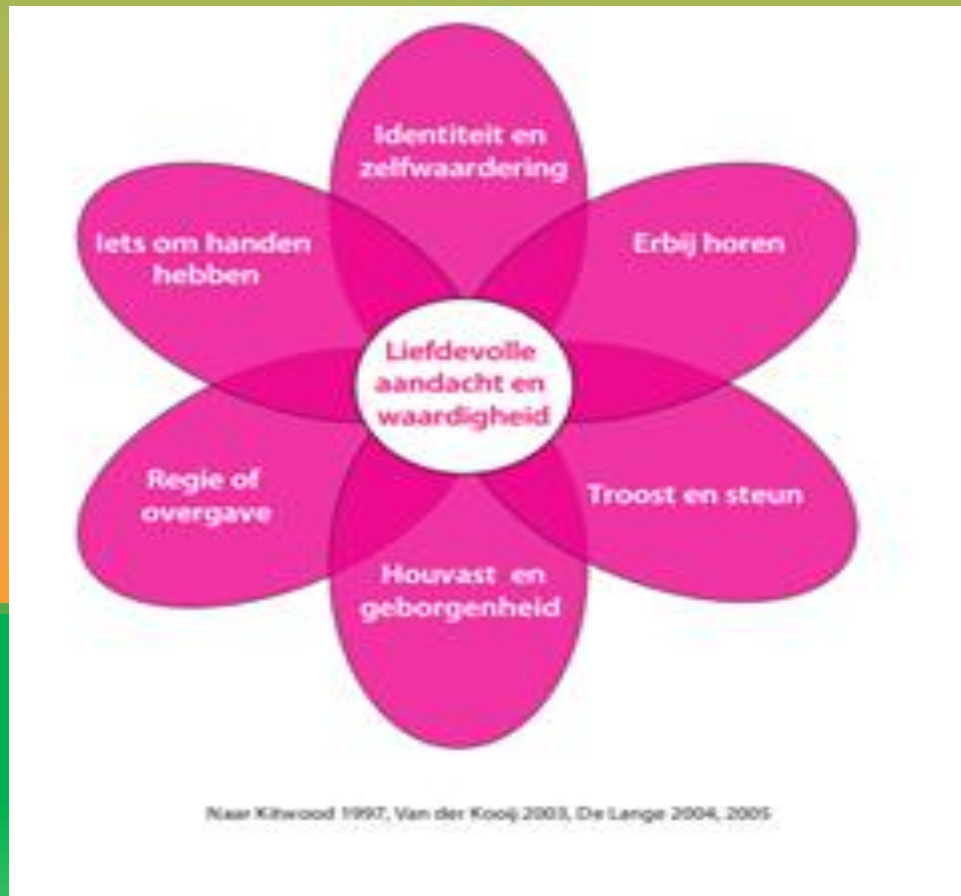 Identiteit en
zelfwaardering
Iets om handen
hebben
Erbij horen
Liefdevolle
aandacht en
waardigheid
Regie of
overgave
Troost en steun
Houvast en
geborgenheid
Naar Kitwood 1997, Van der Kooij 2003, De Lange 2004, 2005